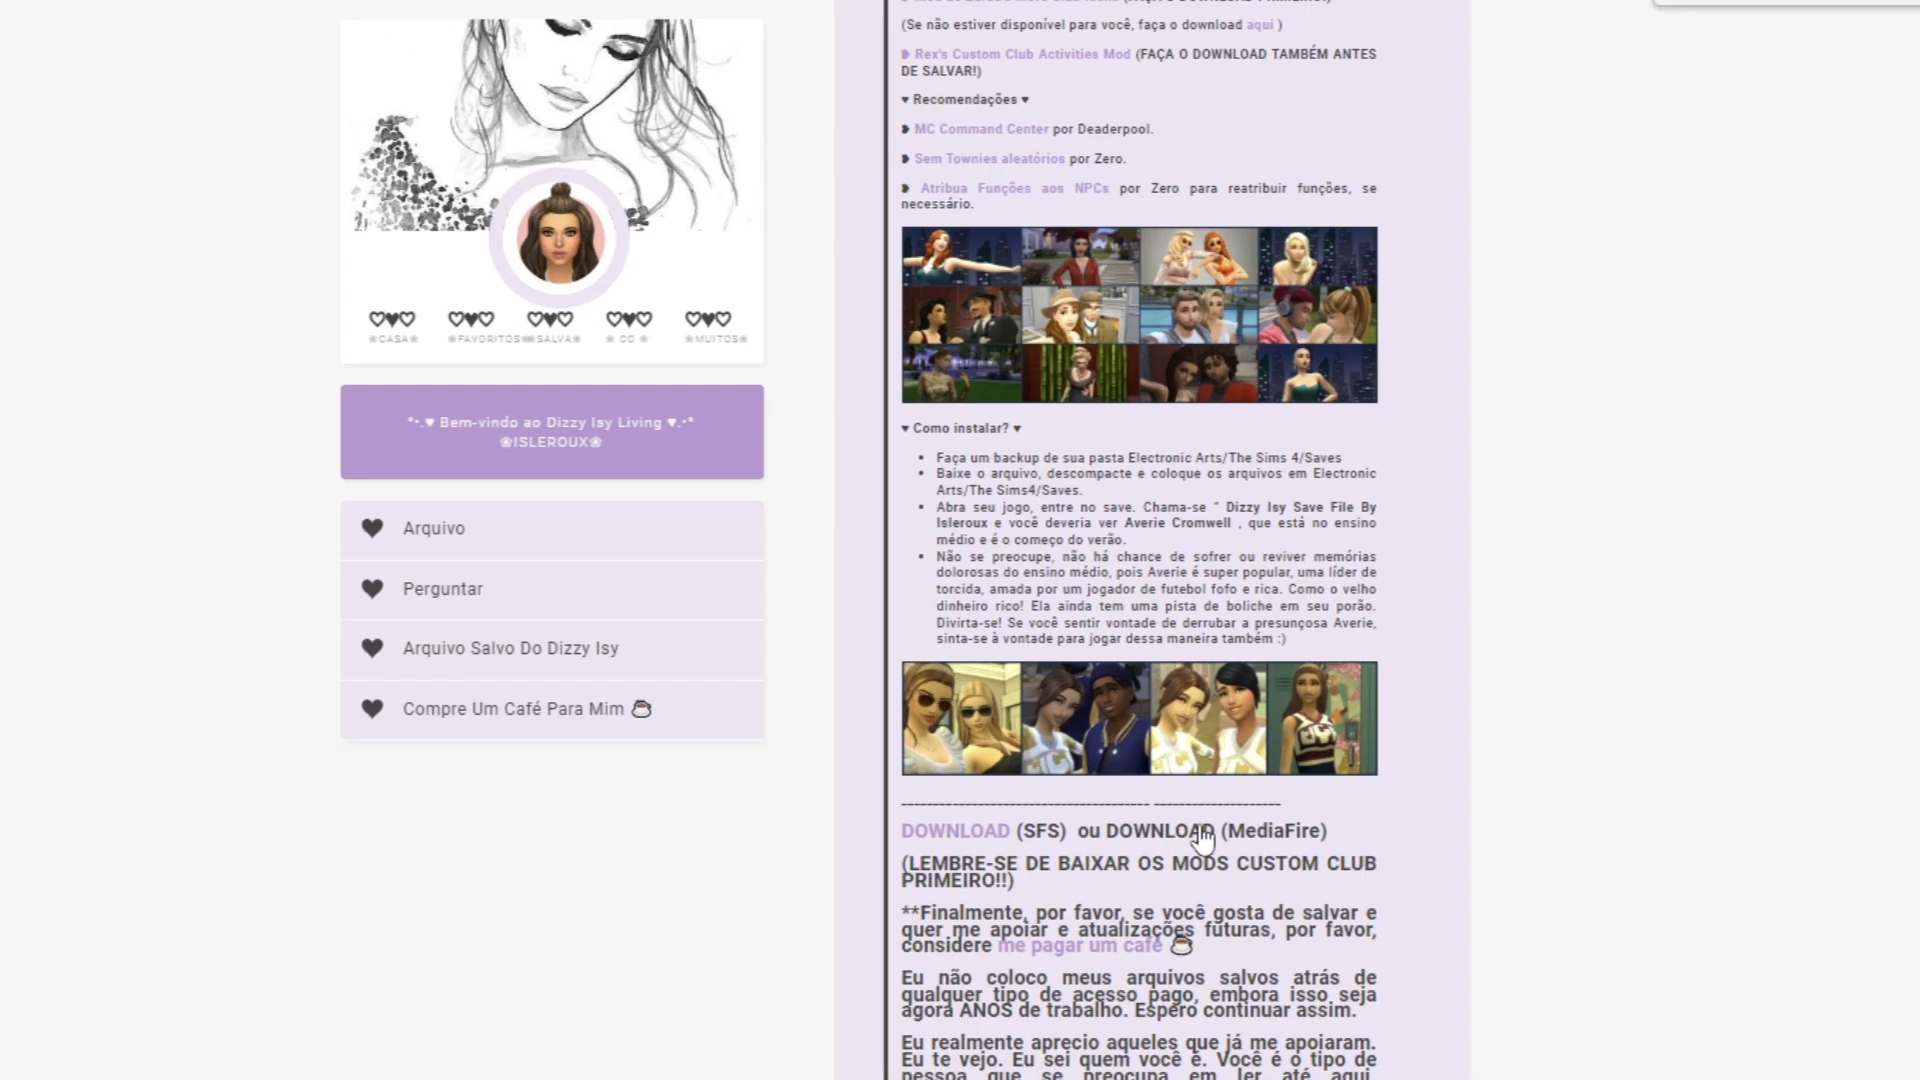 ❀CASA❀ ❀FAVORITOS❀ ❀SALVA❀ ❀ CC ❀ ❀MUITOS❀
*•.♥ Bem-vindo ao Dizzy Isy Living ♥.•*
❀ISLEROUX❀
Arquivo
Perguntar
Arquivo Salvo Do Dizzy Isy
Compre Um Café Para Mim ☕
(Se não estiver disponível para você, faça o download aqui )
❥ Rex's Custom Club Activities Mod (FAÇA O DOWNLOAD TAMBÉM ANTES
DE SALVAR!)
♥ Recomendações ♥
❥ MC Command Center por Deaderpool.
❥ Sem Townies aleatórios por Zero.
❥ Atribua Funções aos NPCs por Zero para reatribuir funções, se
necessário.
♥ Como instalar? ♥
• Faça um backup de sua pasta Electronic Arts/The Sims 4/Saves
• Baixe o arquivo, descompacte e coloque os arquivos em Electronic
Arts/The Sims4/Saves.
• Abra seu jogo, entre no save. Chama-se “ Dizzy Isy Save File By
Isleroux e você deveria ver Averie Cromwell , que está no ensino
médio e é o começo do verão.
• Não se preocupe, não há chance de sofrer ou reviver memórias
dolorosas do ensino médio, pois Averie é super popular, uma líder de
torcida, amada por um jogador de futebol fofo e rica. Como o velho
dinheiro rico! Ela ainda tem uma pista de boliche em seu porão.
Divirta-se! Se você sentir vontade de derrubar a presunçosa Averie,
sinta-se à vontade para jogar dessa maneira também :)
DOWNLOAD (SFS) ou DOWNLOAD (MediaFire)
(LEMBRE-SE DE BAIXAR OS MODS CUSTOM CLUB
PRIMEIRO!!)
**Finalmente, por favor, se você gosta de salvar e
quer me apoiar e atualizações futuras, por favor,
considere me pagar um café ☕
Eu não coloco meus arquivos salvos atrás de
qualquer tipo de acesso pago, embora isso seja
agora ANOS de trabalho. Espero continuar assim.
Eu realmente aprecio aqueles que já me apoiaram.
Eu te vejo. Eu sei quem você é. Você é o tipo de
pessoa que se preocupa em ler até aqui.